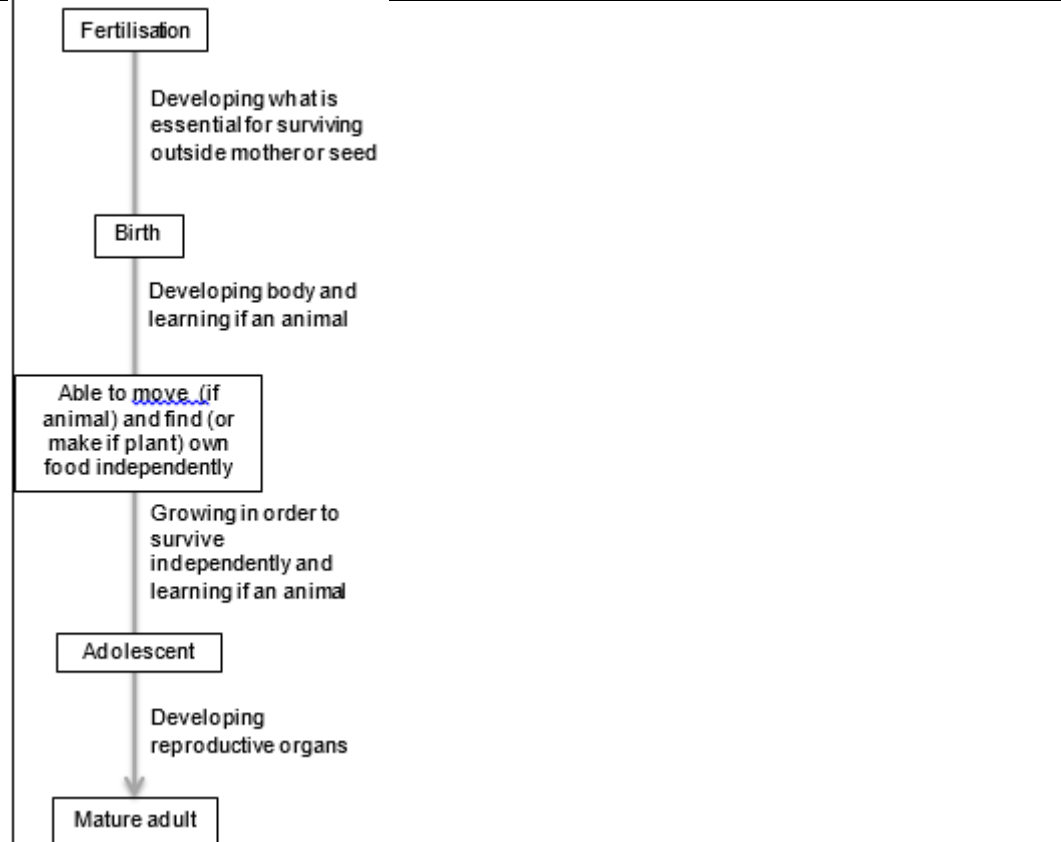 Fertilisation
Developing what is
essential for surviving
outside mother or seed
Birth
Developing body and
learning if an animal
Able to move (if
animal) and find (or
make if plant) own
food independently
Growing in order to
survive
independently and
learning if an animal
Adolescent
Developing
reproductive organs
Mature adult